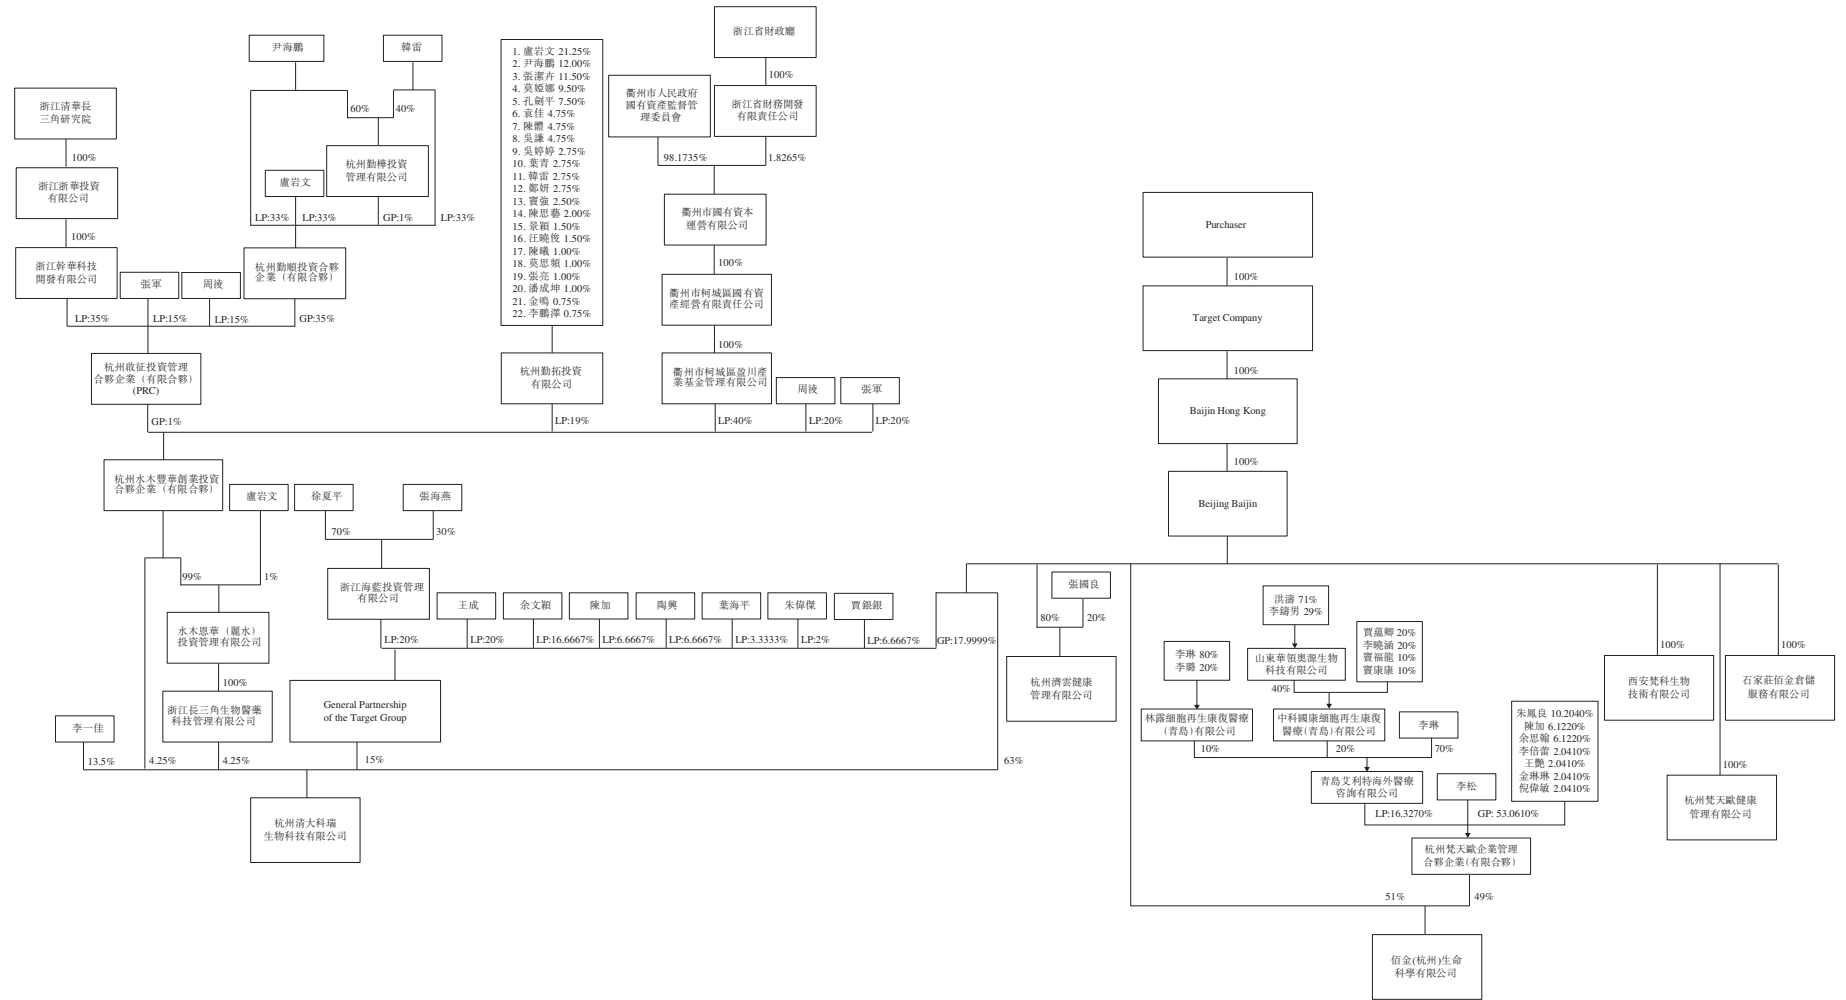 浙江省財政廳
100%
尹海鵬
韓雷
60%
40%
浙江清華長
三角研究院
100%
浙江浙華投資
有限公司
100%
浙江幹華科技
開發有限公司
盧岩文
杭州勤樺投資
管理有限公司
LP:33%
LP:33%
GP:1%
LP:33%
張軍
周淩
杭州勤順投資合夥
企業（有限合夥）
LP:35%
LP:15%
LP:15%
GP:35%
杭州啟征投資管理
合夥企業（有限合夥）
(PRC)
GP:1%
1. 盧岩文 21.25%
2. 尹海鵬 12.00%
3. 張潔卉 11.50%
4. 莫婭娜 9.50%
5. 孔劍平 7.50%
6. 袁佳 4.75%
7. 陳體 4.75%
8. 吳謙 4.75%
9. 吳婷婷 2.75%
10. 葉青 2.75%
11. 韓雷 2.75%
12. 鄭妍 2.75%
13. 竇強 2.50%
14. 陳思藝 2.00%
15. 景穎 1.50%
16. 汪曉俊 1.50%
17. 陳曦 1.00%
18. 莫思頻 1.00%
19. 張亮 1.00%
20. 潘成坤 1.00%
21. 金鳴 0.75%
22. 李鵬澤 0.75%
杭州勤拓投資
有限公司
LP:19%
衢州市人民政府
國有資產監督管
理委員會
浙江省財務開發
有限責任公司
98.1735%
1.8265%
衢州市國有資本
運營有限公司
100%
衢州市柯城區國有資
產經營有限責任公司
100%
衢州市柯城區盈川產
業基金管理有限公司
周淩
張軍
LP:40%
LP:20%
LP:20%
杭州水木豐華創業投資
合夥企業（有限合夥）
盧岩文
徐夏平
張海燕
99%
1%
70%
30%
水木恩華（麗水）
投資管理有限公司
100%
浙江長三角生物醫藥
科技管理有限公司
浙江海藍投資管理
有限公司
王成
余文穎
陳加
陶興
葉海平
朱偉傑
賈銀銀
LP:20%
LP:20%
LP:16.6667%
LP:6.6667%
LP:6.6667%
LP:3.3333%
LP:2%
LP:6.6667%
GP:17.9999%
General Partnership
of the Target Group
李一佳
13.5%
4.25%
4.25%
15%
63%
杭州清大科瑞
生物科技有限公司
Purchaser
100%
Target Company
100%
Baijin Hong Kong
100%
Beijing Baijin
張國良
80%
20%
杭州濟雲健康
管理有限公司
洪濤 71%
李鑄男 29%
李琳 80%
李璐 20%
山東華領奧源生物
科技有限公司
賈蘊卿 20%
李曉涵 20%
竇福龍 10%
竇康康 10%
40%
林露細胞再生康復醫療
（青島）有限公司
中科國康細胞再生康復
醫療(青島）有限公司
李琳
10%
20%
70%
青島艾利特海外醫療
咨詢有限公司
李松
朱鳳良 10.2040%
陳加 6.1220%
余思翰 6.1220%
李倍蕾 2.0410%
王艷 2.0410%
金琳琳 2.0410%
倪偉敏 2.0410%
LP:16.3270%
GP: 53.0610%
杭州梵天歐企業管理
合夥企業(有限合夥）
51%
49%
佰金(杭州)生命
科學有限公司
100%
西安梵科生物
技術有限公司
100%
杭州梵天歐健康
管理有限公司
100%
石家莊佰金倉儲
服務有限公司